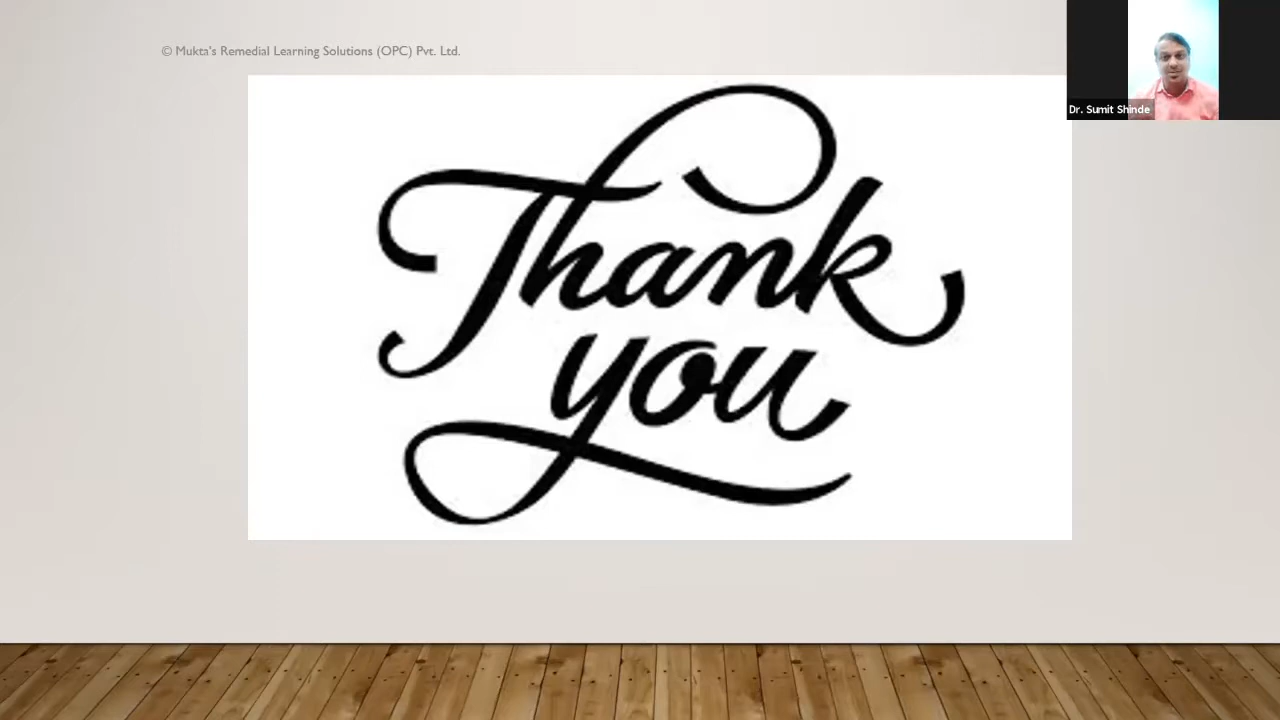 © Mukta's Remedial Learning Solutions (OPC) Pvt. Ltd.
Dr. Sumit Shinde
Thank
you